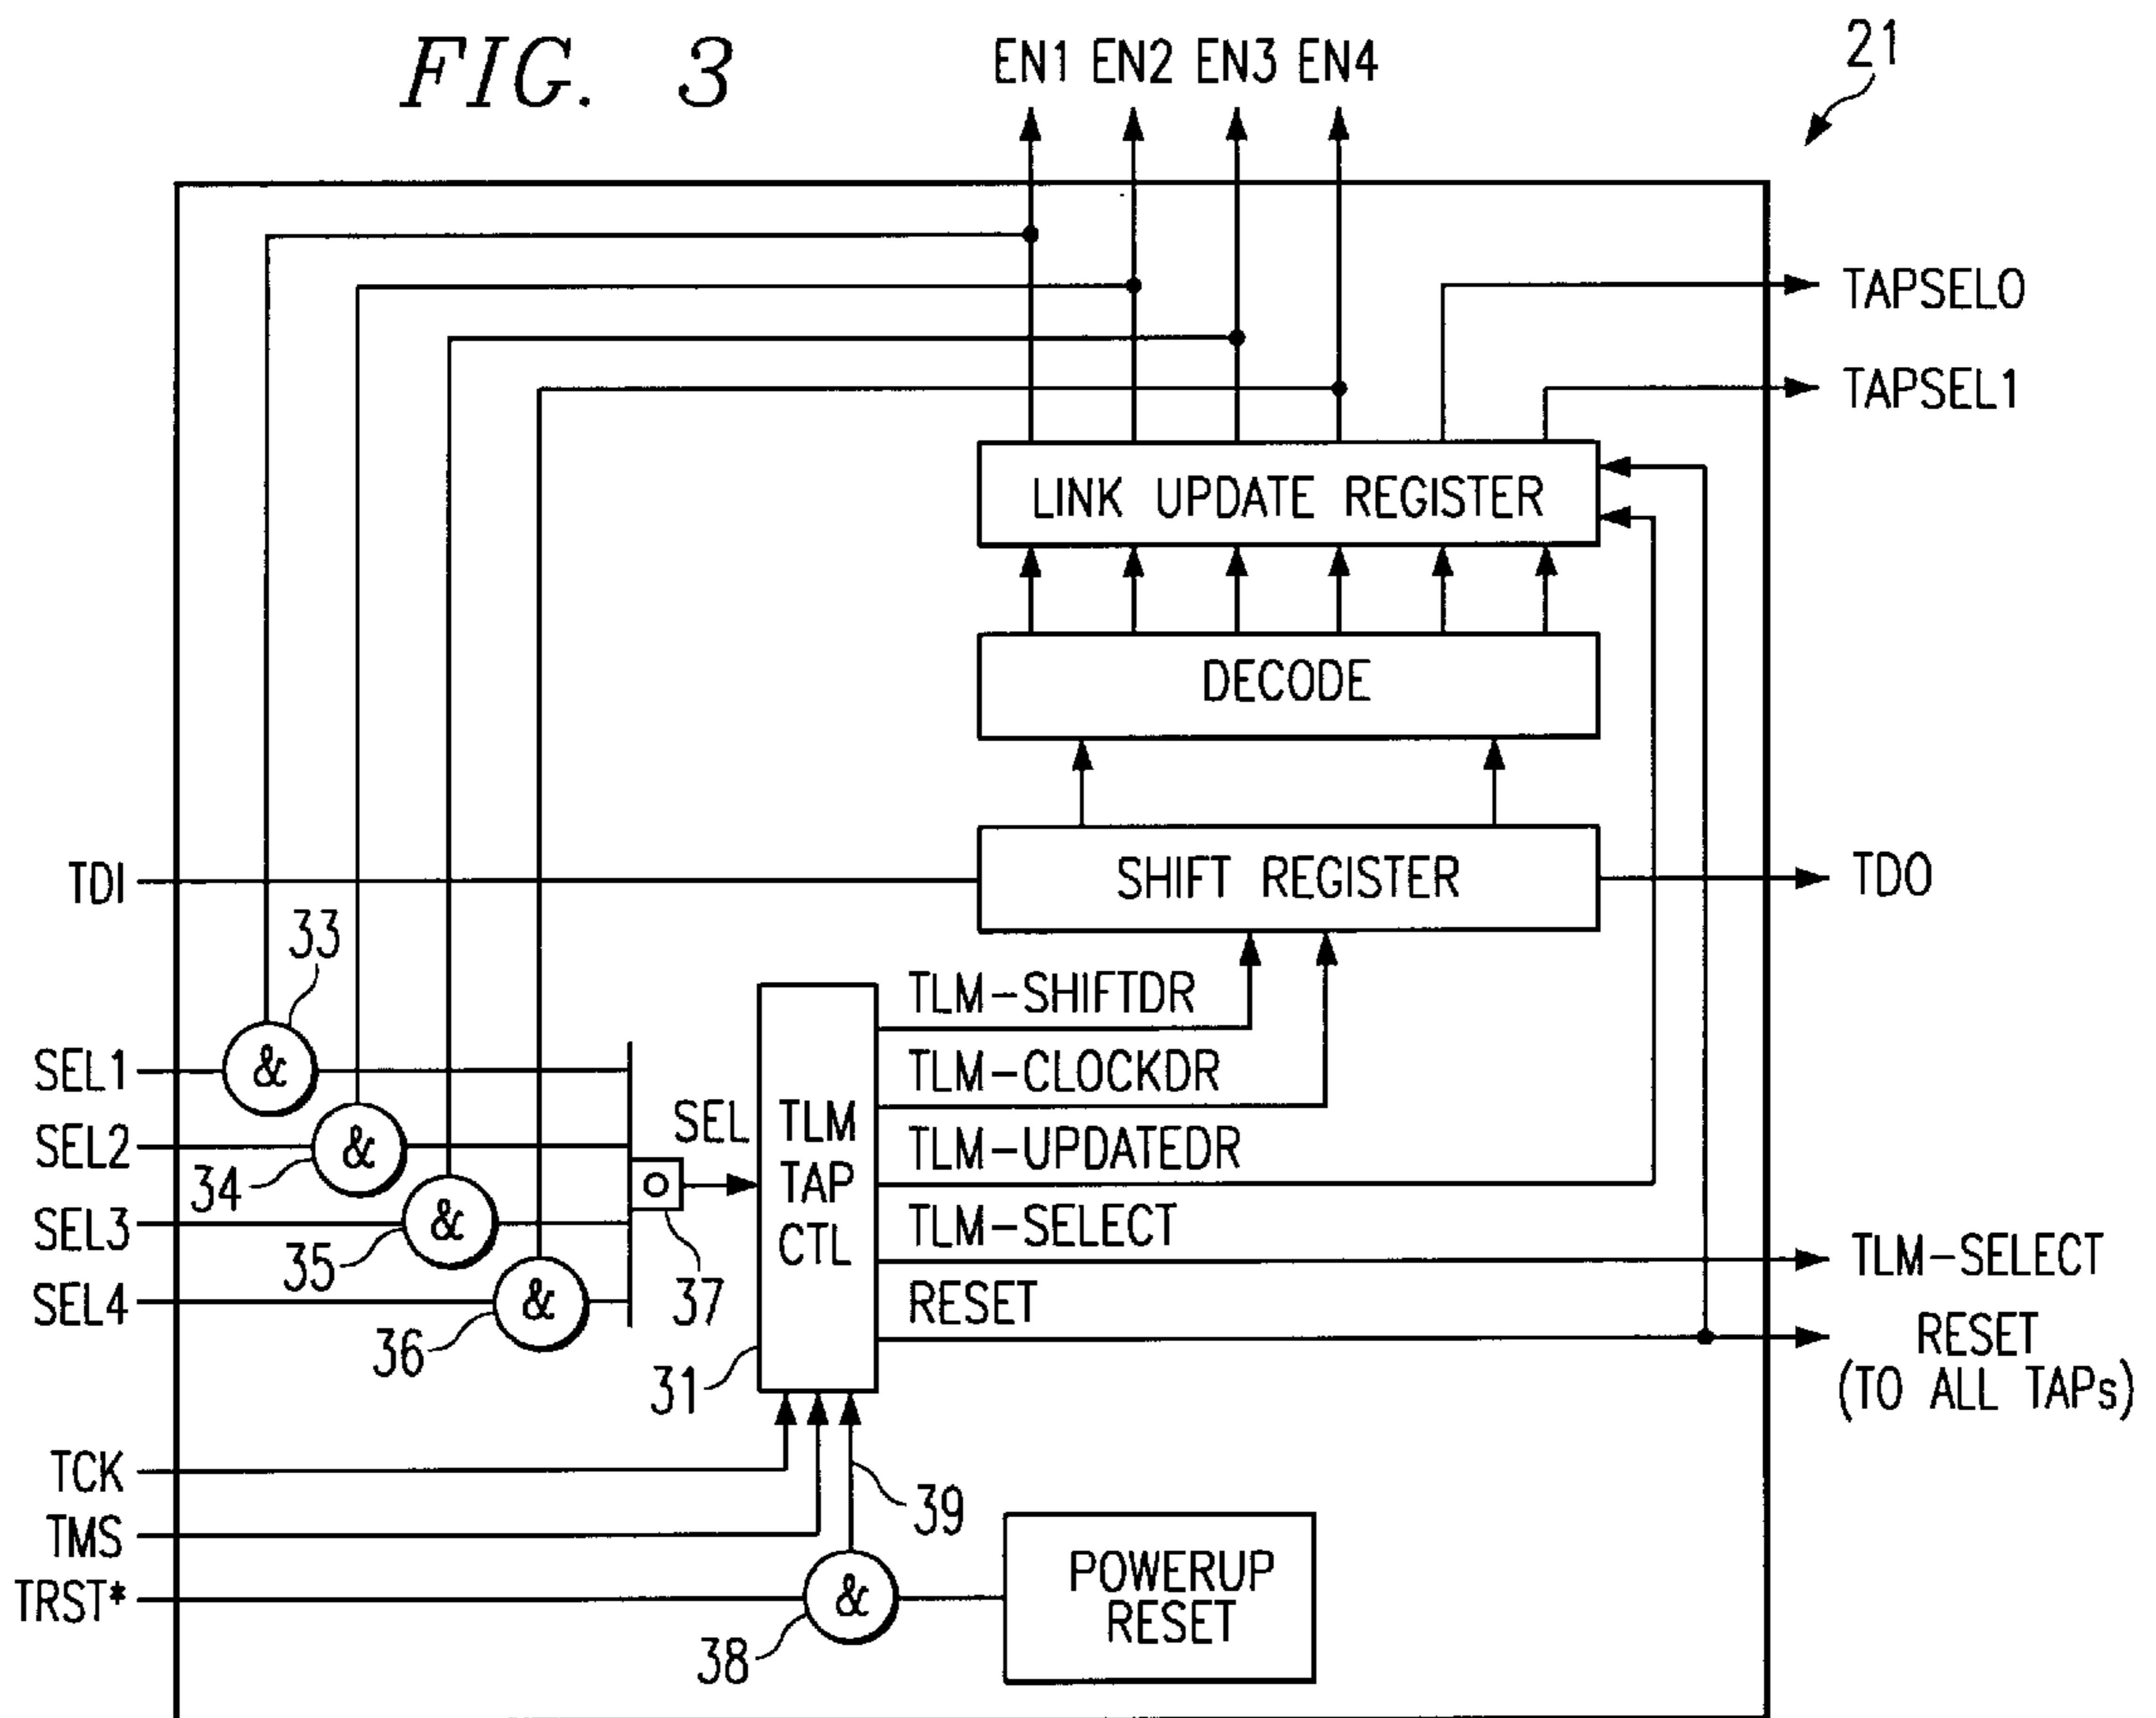 FIG. 3
EN1 EN2 EN3 EN4
21
TAPSEL0
TAPSEL1
LINK UPDATE REGISTER
DECODE
SHIFT REGISTER
TDI
TDO
33
SEL1
&
SEL2
&
34
SEL3
&
35
SEL4
&
36
37
SEL
TLM
TAP
CTL
31
TLM-SHIFTDR
TLM-CLOCKDR
TLM-UPDATEDR
TLM-SELECT
RESET
TLM-SELECT
RESET
(TO ALL TAPs)
TCK
TMS
TRST*
39
&
38
POWERUP
RESET